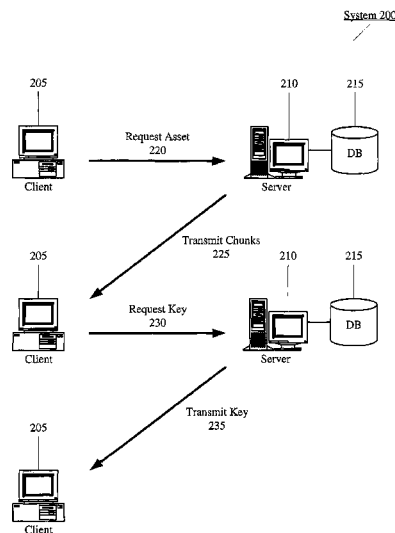 System 200
205
210
215
Request Asset
220
DB
Client
Server
Transmit Chunks
225
205
210
215
Request Key
230
DB
Client
Server
Transmit Key
235
205
Client